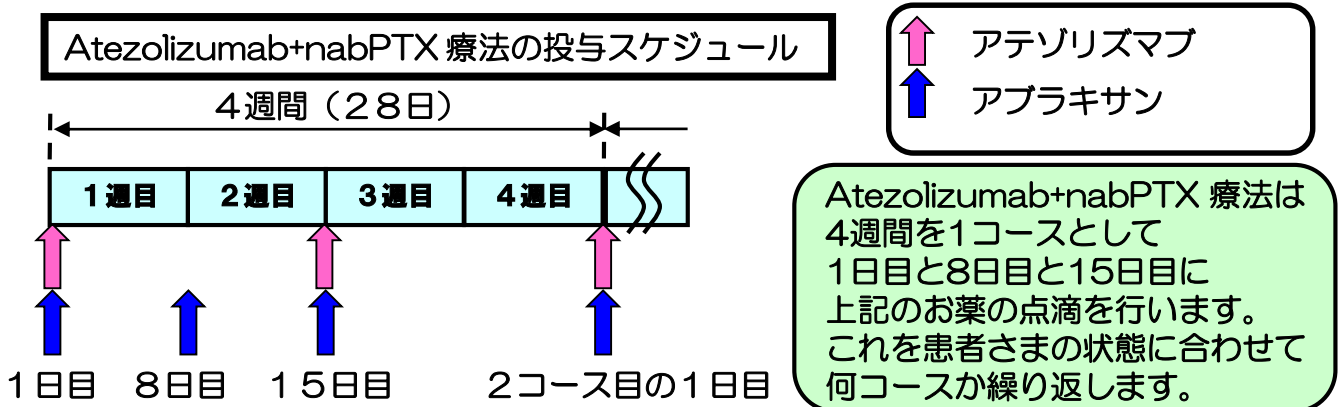 Atezolizumab+nabPTX 療法の投与スケジュール
アテゾリズマブ
アブラキサン
4週間(28日)
1週目 2週目 3週目 4週目
1日目 8日目 15日目 2コース目の1日目
Atezolizumab+nabPTX 療法は
4週間を1コースとして
1日目と8日目と15日目に
上記のお薬の点滴を行います。
これを患者さまの状態に合わせて
何コースか繰り返します。